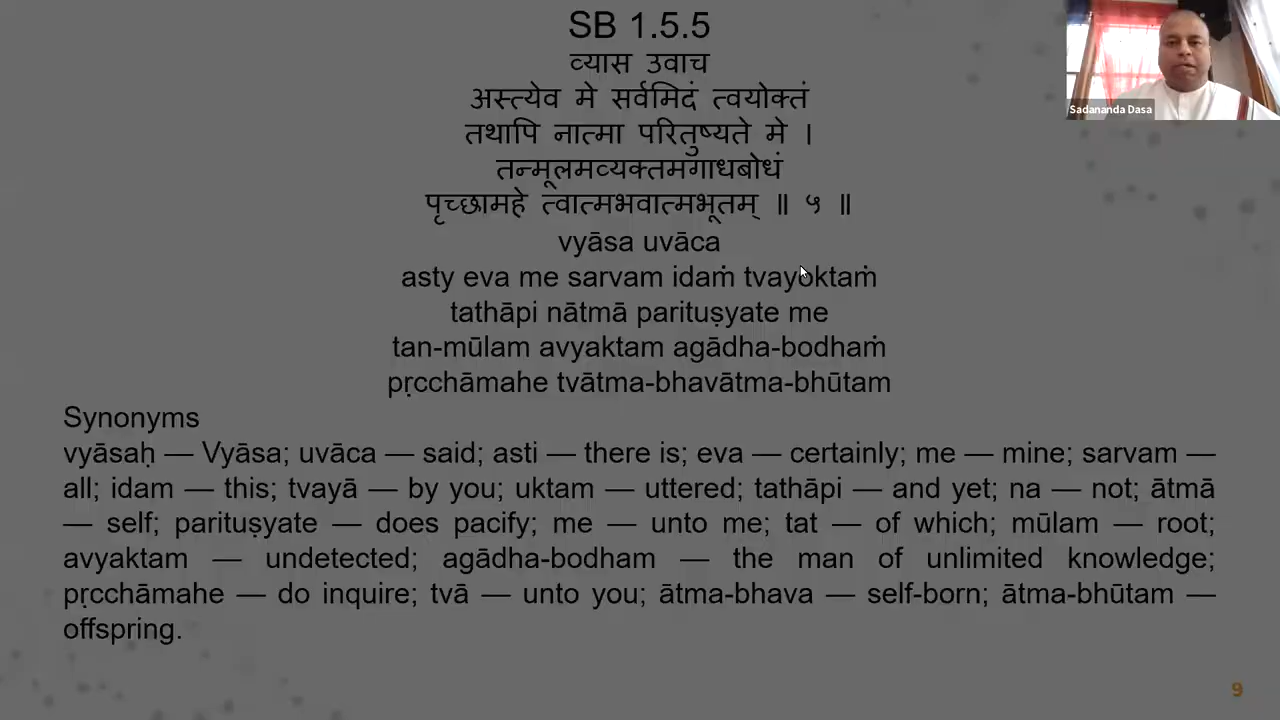 SB 1.5.5
व्यास उवाच
अस्त्येव मे सर्वमिदं त्वयोक्तं
तथापि नात्मा परितुष्यते मे ।
तन्मूलमव्यक्तमगाधबोधं
पृच्छामहे त्वात्मभवात्मभूतम् ॥ ५ ॥
vyāsa uvāca
asty eva me sarvam idaṁ tvayoktaṁ
tathāpi nātmā parituṣyate me
tan-mūlam avyaktam agādha-bodhaṁ
pṛcchāmahe tvātma-bhavātma-bhūtam
Synonyms
vyāsaḥ — Vyāsa; uvāca — said; asti — there is; eva — certainly; me — mine; sarvam —
all; idam — this; tvayā — by you; uktam — uttered; tathāpi — and yet; na — not; ātmā
— self; parituṣyate — does pacify; me — unto me; tat — of which; mūlam — root;
avyaktam — undetected; agādha-bodham — the man of unlimited knowledge;
pṛcchāmahe — do inquire; tvā — unto you; ātma-bhava — self-born; ātma-bhūtam —
offspring.
Sadananda Dasa
9